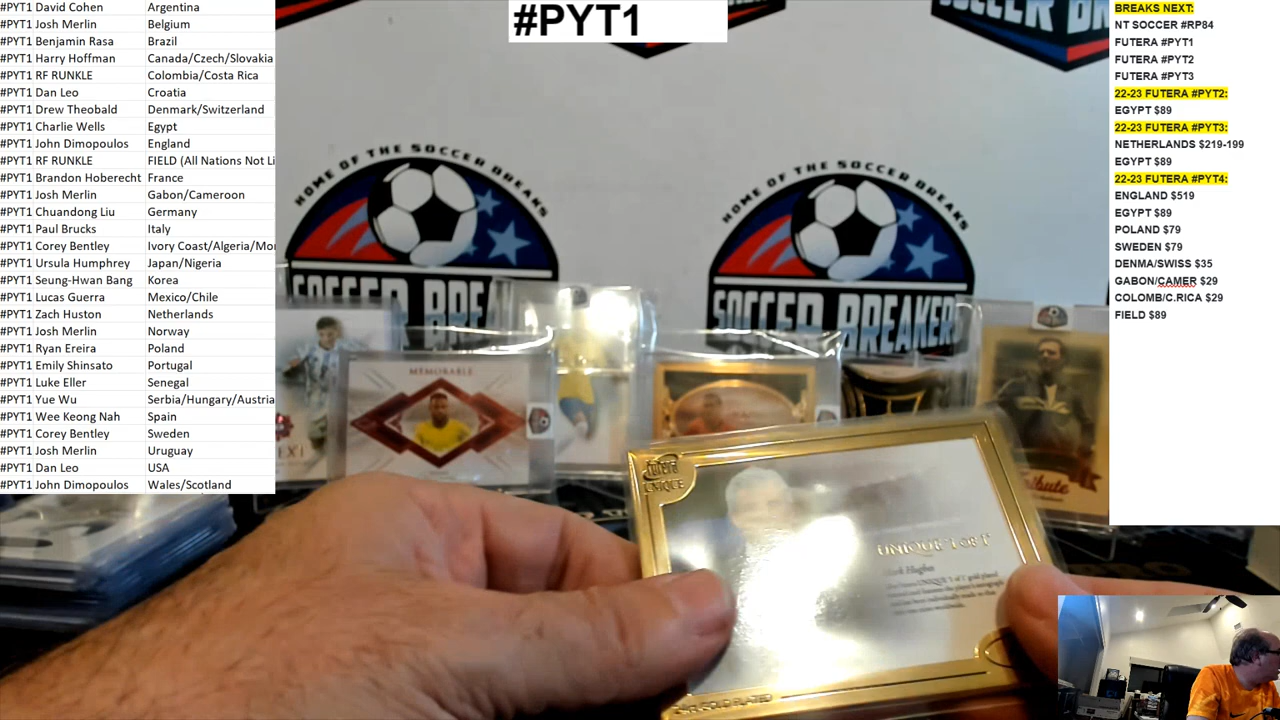 #PYT1 David Cohen Argentina
#PYT1 Josh Merlin Belgium
#PYT1 Benjamin Rasa Brazil
#PYT1 Harry Hoffman Canada/Czech/Slovakia
#PYT1 RF RUNKLE Colombia/Costa Rica
#PYT1 Dan Leo Croatia
#PYT1 Drew Theobald Denmark/Switzerland
#PYT1 Charlie Wells Egypt
#PYT1 John Dimopoulos England
#PYT1 RF RUNKLE FIELD (All Nations Not Li
#PYT1 Brandon Hoberecht France
#PYT1 Josh Merlin Gabon/Cameroon
#PYT1 Chuandong Liu Germany
#PYT1 Paul Brucks Italy
#PYT1 Corey Bentley Ivory Coast/Algeria/Mor
#PYT1 Ursula Humphrey Japan/Nigeria
#PYT1 Seung-Hwan Bang Korea
#PYT1 Lucas Guerra Mexico/Chile
#PYT1 Zach Huston Netherlands
#PYT1 Josh Merlin Norway
#PYT1 Ryan Ereira Poland
#PYT1 Emily Shinsato Portugal
#PYT1 Luke Eller Senegal
#PYT1 Yue Wu Serbia/Hungary/Austria
#PYT1 Wee Keong Nah Spain
#PYT1 Corey Bentley Sweden
#PYT1 Josh Merlin Uruguay
#PYT1 Dan Leo USA
#PYT1 John Dimopoulos Wales/Scotland
#PYT1
BREAKS NEXT:
NT SOCCER #RP84
FUTERA #PYT1
FUTERA #PYT2
FUTERA #PYT3
22-23 FUTERA #PYT2:
EGYPT $89
22-23 FUTERA #PYT3:
NETHERLANDS $219-199
EGYPT $89
22-23 FUTERA #PYT4:
ENGLAND $519
EGYPT $89
POLAND $79
SWEDEN $79
DENMA/SWISS $35
GABON/CAMER $29
COLOMB/C.RICA $29
FIELD $89
HOME OF THE SOCCER BREAKS
SOCCER BREAKERS
HOME OF THE SOCCER BREAKS
SOCCER BREAKERS
MEMORABLE
Tribute
futera
UNIQUE
UNIQUE 1 of 1
Mark Hughes
GOLD PLATED